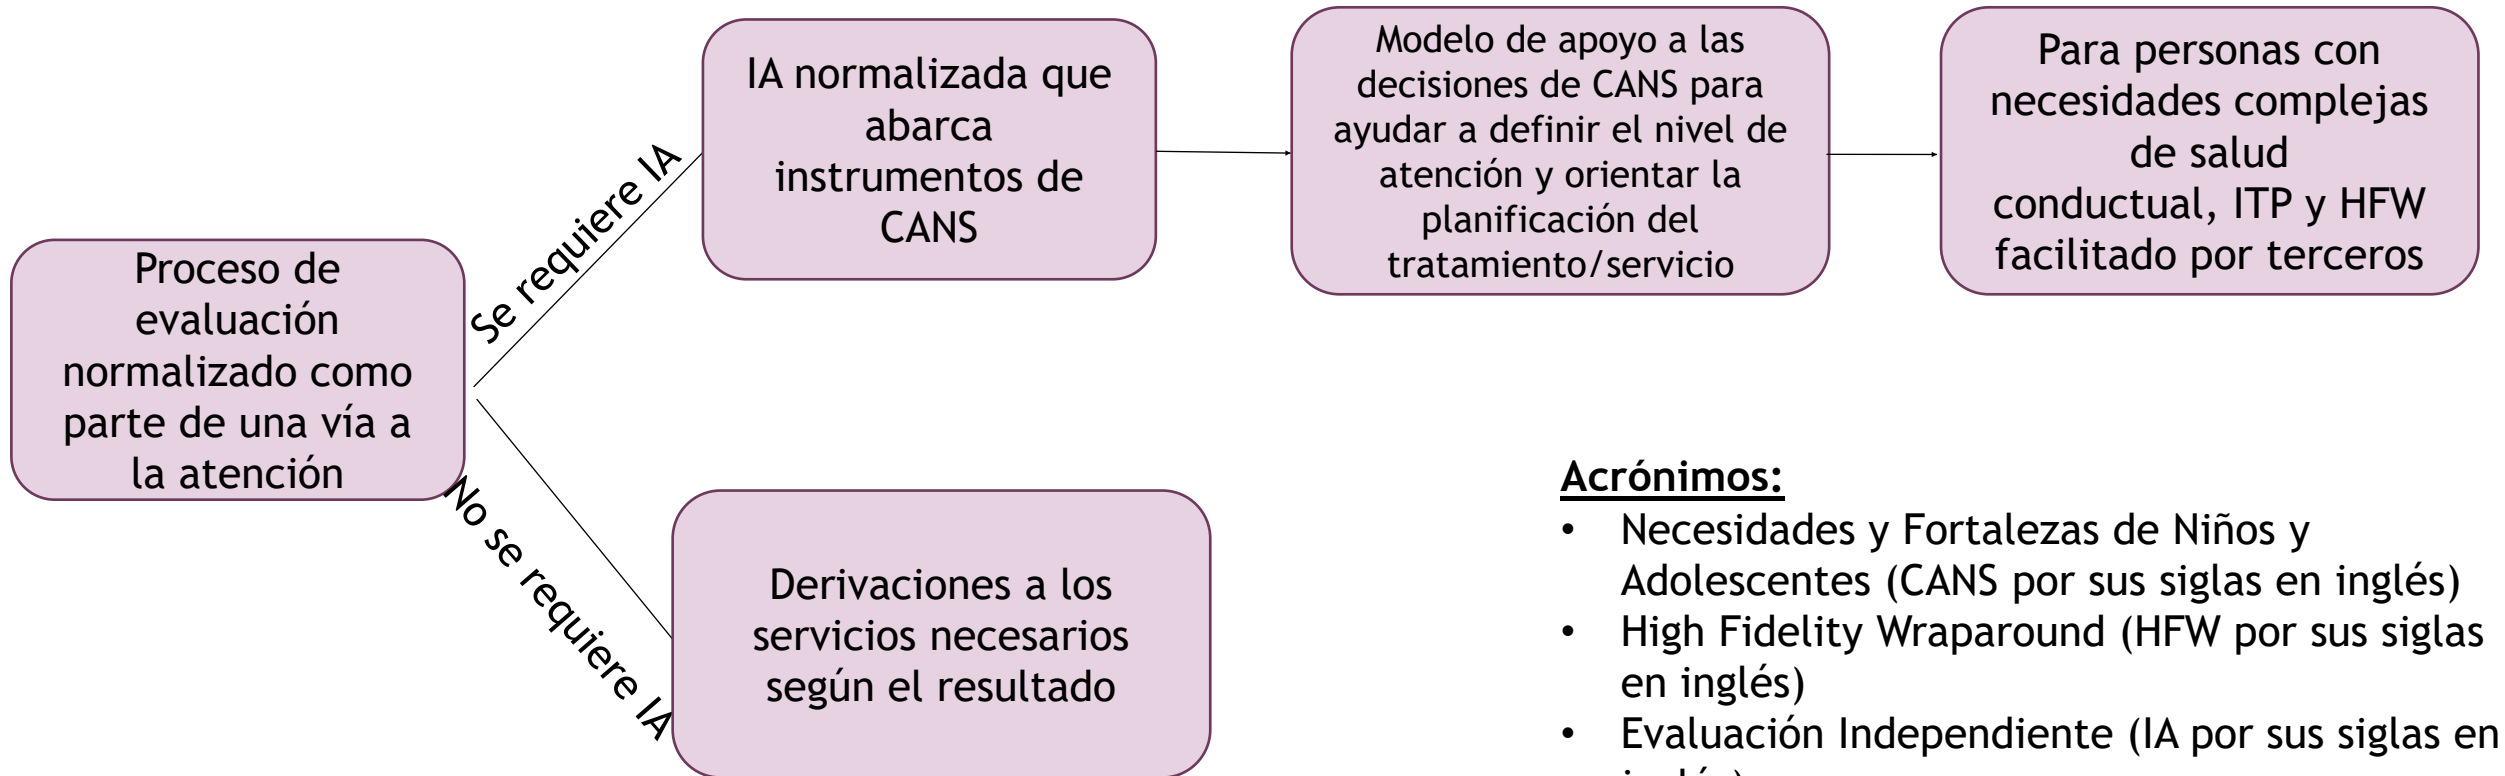 Proceso de
evaluación
normalizado como
parte de una vía a
la atención
Se requiere IA
IA normalizada que
abarca
instrumentos de
CANS
Modelo de apoyo a las
decisiones de CANS para
ayudar a definir el nivel de
atención y orientar la
planificación del
tratamiento/servicio
Para personas con
necesidades complejas
de salud
conductual, ITP y HFW
facilitado por terceros
No se requiere IA
Derivaciones a los
servicios necesarios
según el resultado
Acrónimos:
• Necesidades y Fortalezas de Niños y
Adolescentes (CANS por sus siglas en inglés)
• High Fidelity Wraparound (HFW por sus siglas
en inglés)
• Evaluación Independiente (IA por sus siglas en